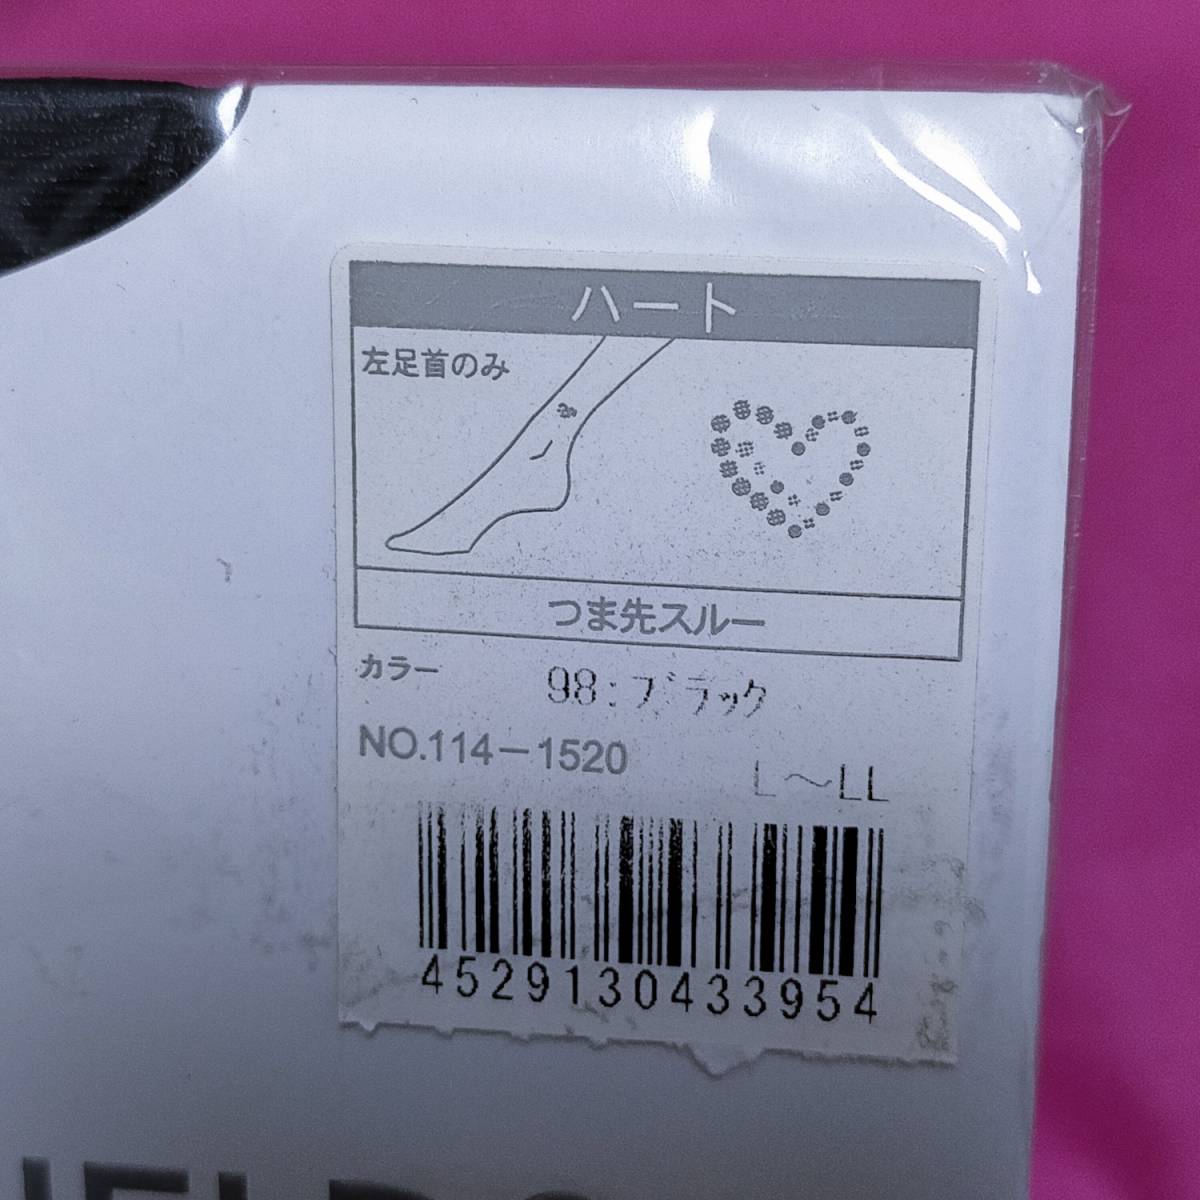 ハート
左足首のみ
つま先スルー
カラー 98:ブラック
NO.114-1520
L〜LL
4529130433954